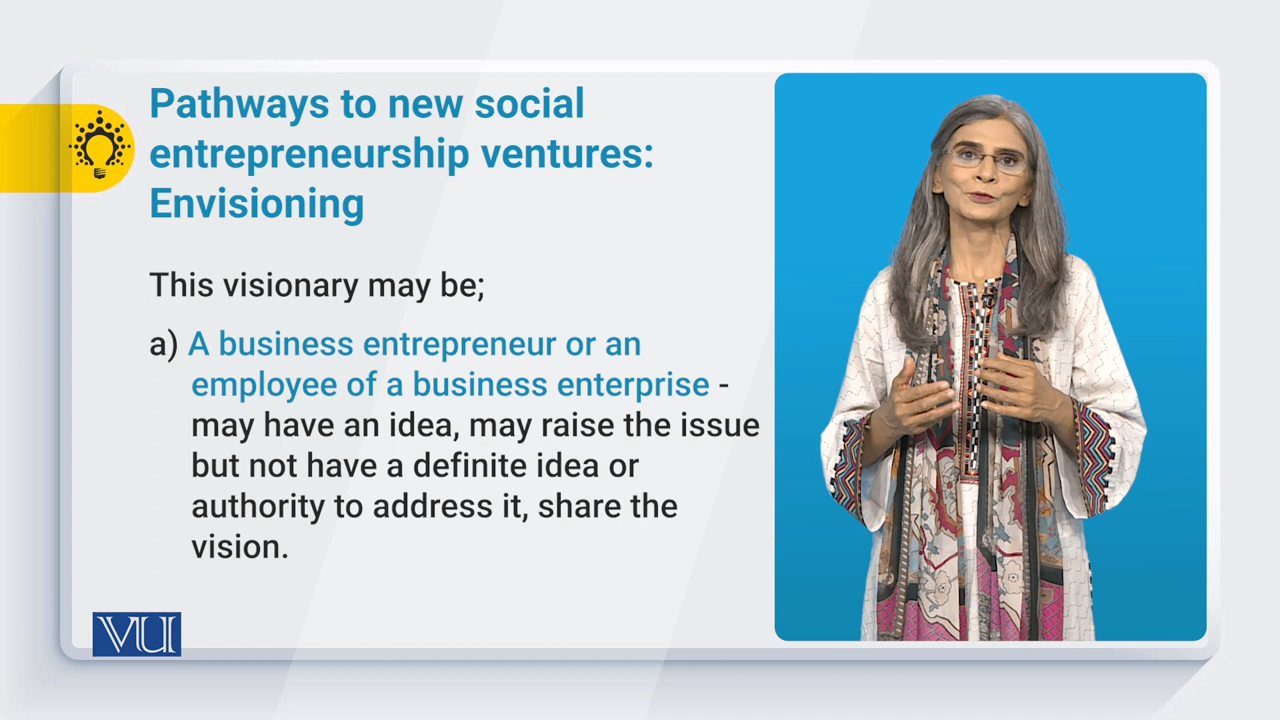 Pathways to new social
entrepreneurship ventures:
Envisioning
This visionary may be;
a) A business entrepreneur or an
employee of a business enterprise -
may have an idea, may raise the issue
but not have a definite idea or
authority to address it, share the
vision.
VU